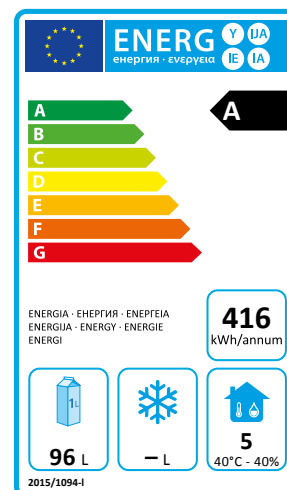 ENERG Y IJA
енергия · ενεργεια IE IA
A
A
B
C
D
E
F
G
ENERGIA · ЕНЕРГИЯ · ΕΝΕΡΓΕΙΑ
ENERGIJA · ENERGY · ENERGIE
ENERGI
416
kWh/annum
1L
96 L
– L
5
40°C - 40%
2015/1094-I